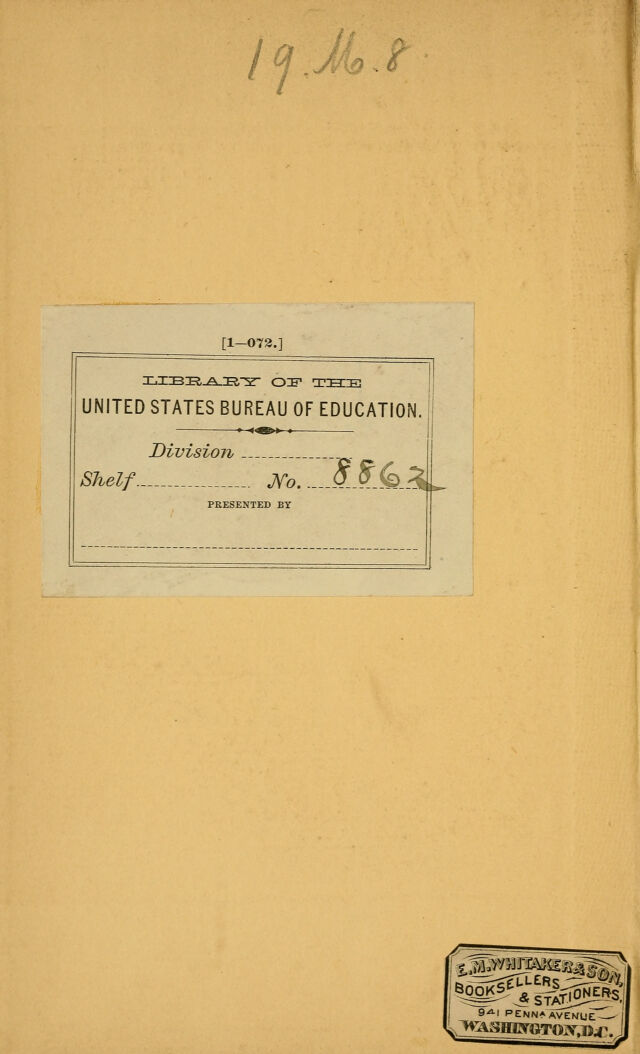 19.M.8
[1—072.]
LIBRARY OF THE
UNITED STATES BUREAU OF EDUCATION.
Division
Shelf No. 8862
PRESENTED BY
E.M. WHITAKER & SON,
BOOKSELLERS
& STATIONERS,
941 PENNA AVENUE
WASHINGTON, D.C.